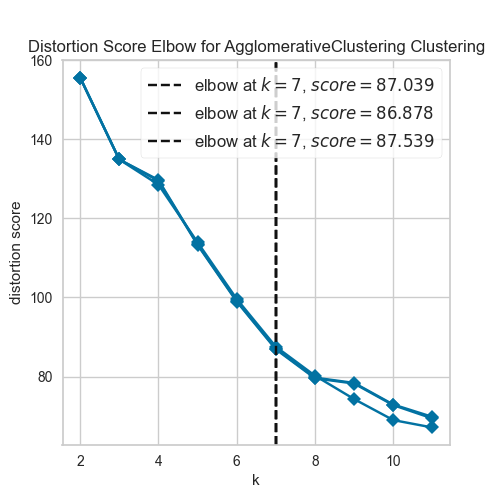 Distortion Score Elbow for AgglomerativeClustering Clustering
elbow at k = 7, score = 87.039
elbow at k = 7, score = 86.878
elbow at k = 7, score = 87.539
160
140
120
100
80
distortion score
2 4 6 8 10
k